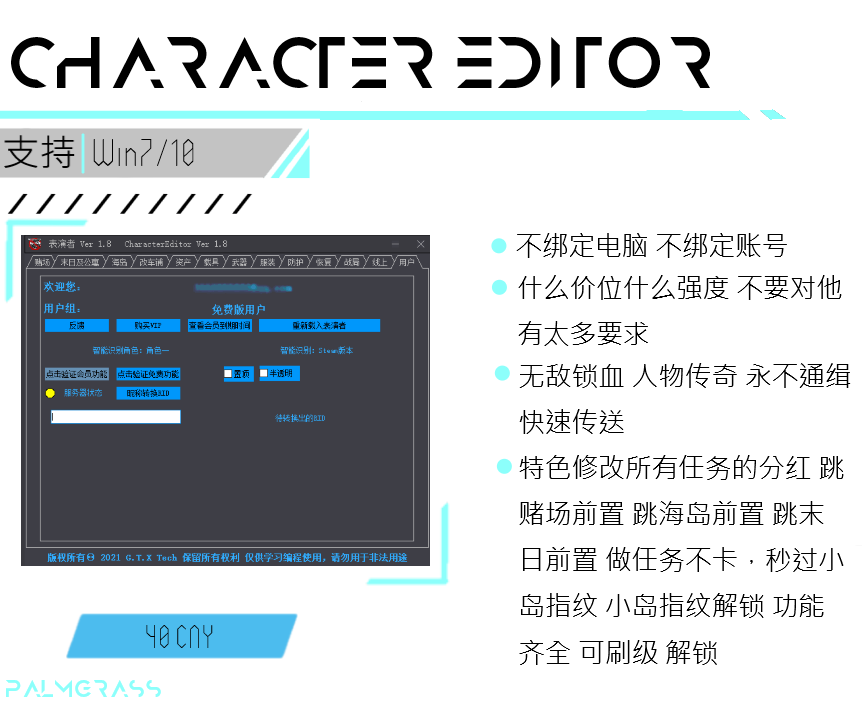 CHARACTER EDITOR
支持 Win7/10
表演者 Ver 1.8 CharacterEditor Ver 1.8
赌场 末日及公寓 海岛 改车铺 资产 载具 武器 服装 防护 恢复 战局 线上 用户
欢迎您:
用户组: 免费版用户
反馈 购买VIP 查看会员到期时间 重新载入表演者
智能识别角色: 角色一 智能识别: Steam版本
点击验证会员功能 点击验证免费功能 置顶 半透明
服务器状态 昵称转换RID
待转换出的RID
版权所有© 2021 G.T.X Tech 保留所有权利 仅供学习编程使用,请勿用于非法用途
40 CNY
PALMGRASS
不绑定电脑 不绑定账号
什么价位什么强度 不要对他
有太多要求
无敌锁血 人物传奇 永不通缉
快速传送
特色修改所有任务的分红 跳
赌场前置 跳海岛前置 跳末
日前置 做任务不卡,秒过小
岛指纹 小岛指纹解锁 功能
齐全 可刷级 解锁